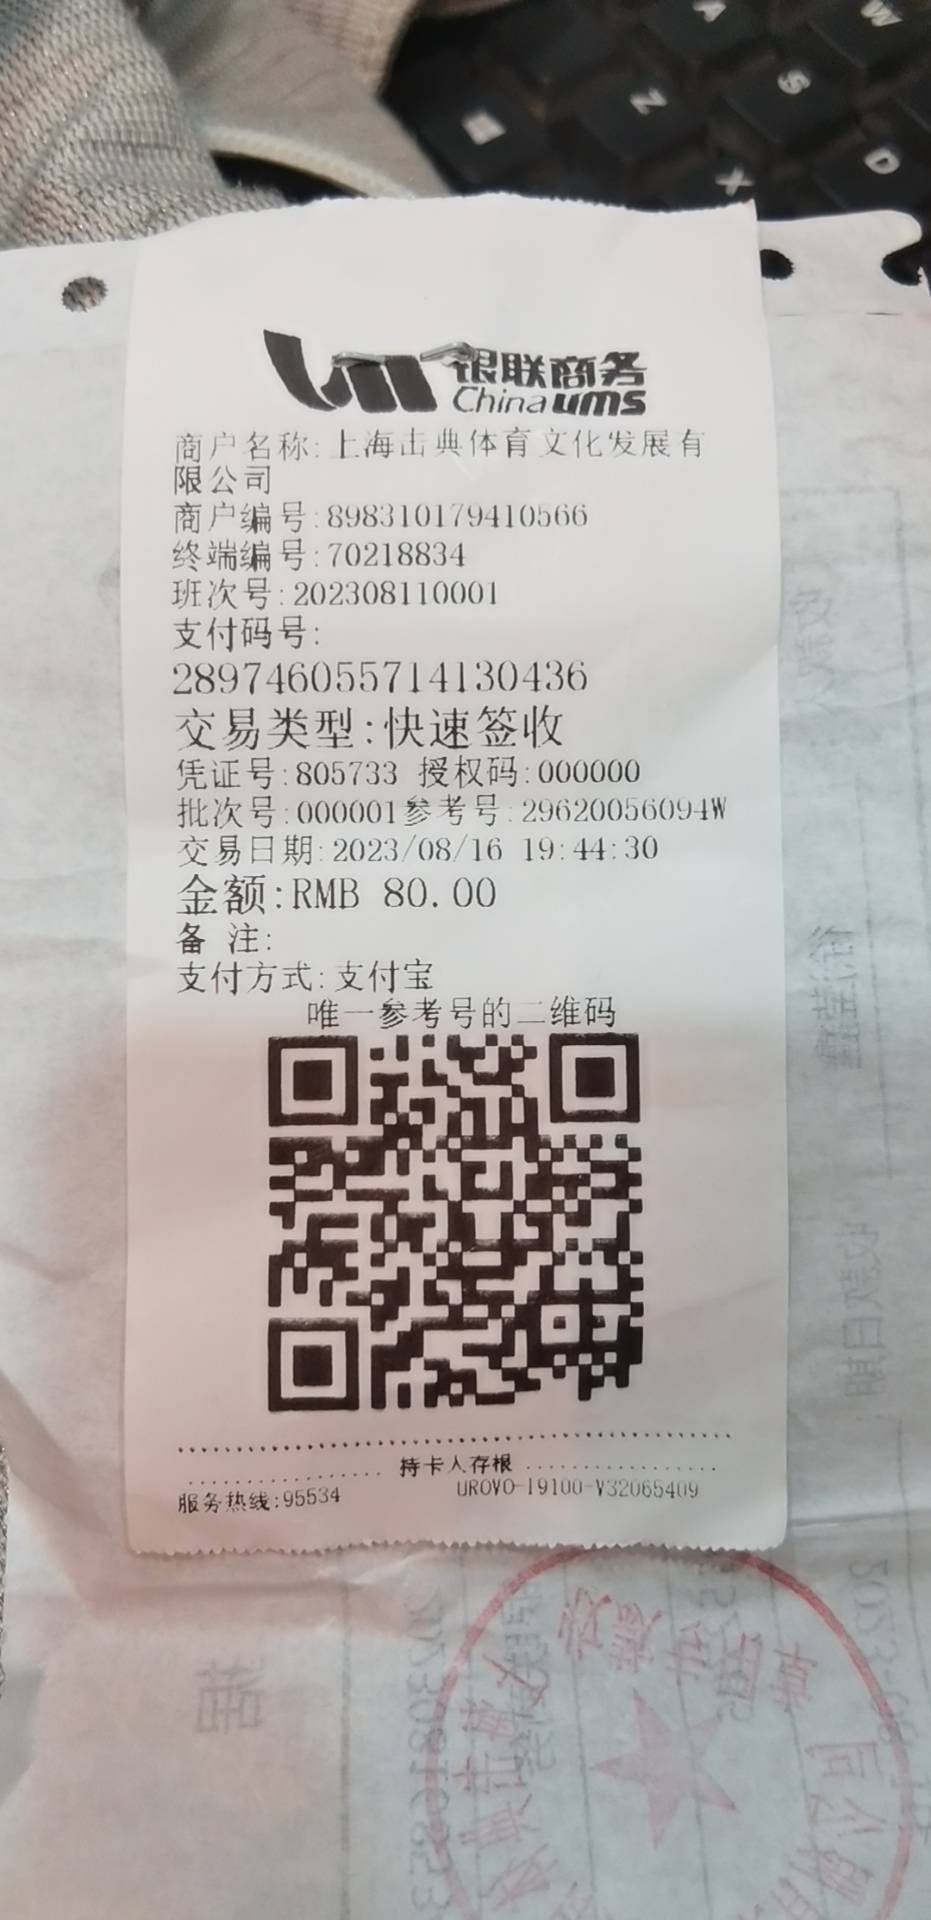 A
W
Z
S
X
D
银联商务
China ums
商户名称:上海击典体育文化发展有
限公司
商户编号:898310179410566
终端编号:70218834
班次号:202308110001
支付码号:
289746055714130436
交易类型:快速签收
凭证号:805733 授权码:000000
批次号:000001参考号:29620056094W
交易日期:2023/08/16 19:44:30
金额:RMB 80.00
备 注:
支付方式:支付宝
唯一参考号的二维码
持卡人存根
服务热线:95534
UROVO-I9100-V32065409